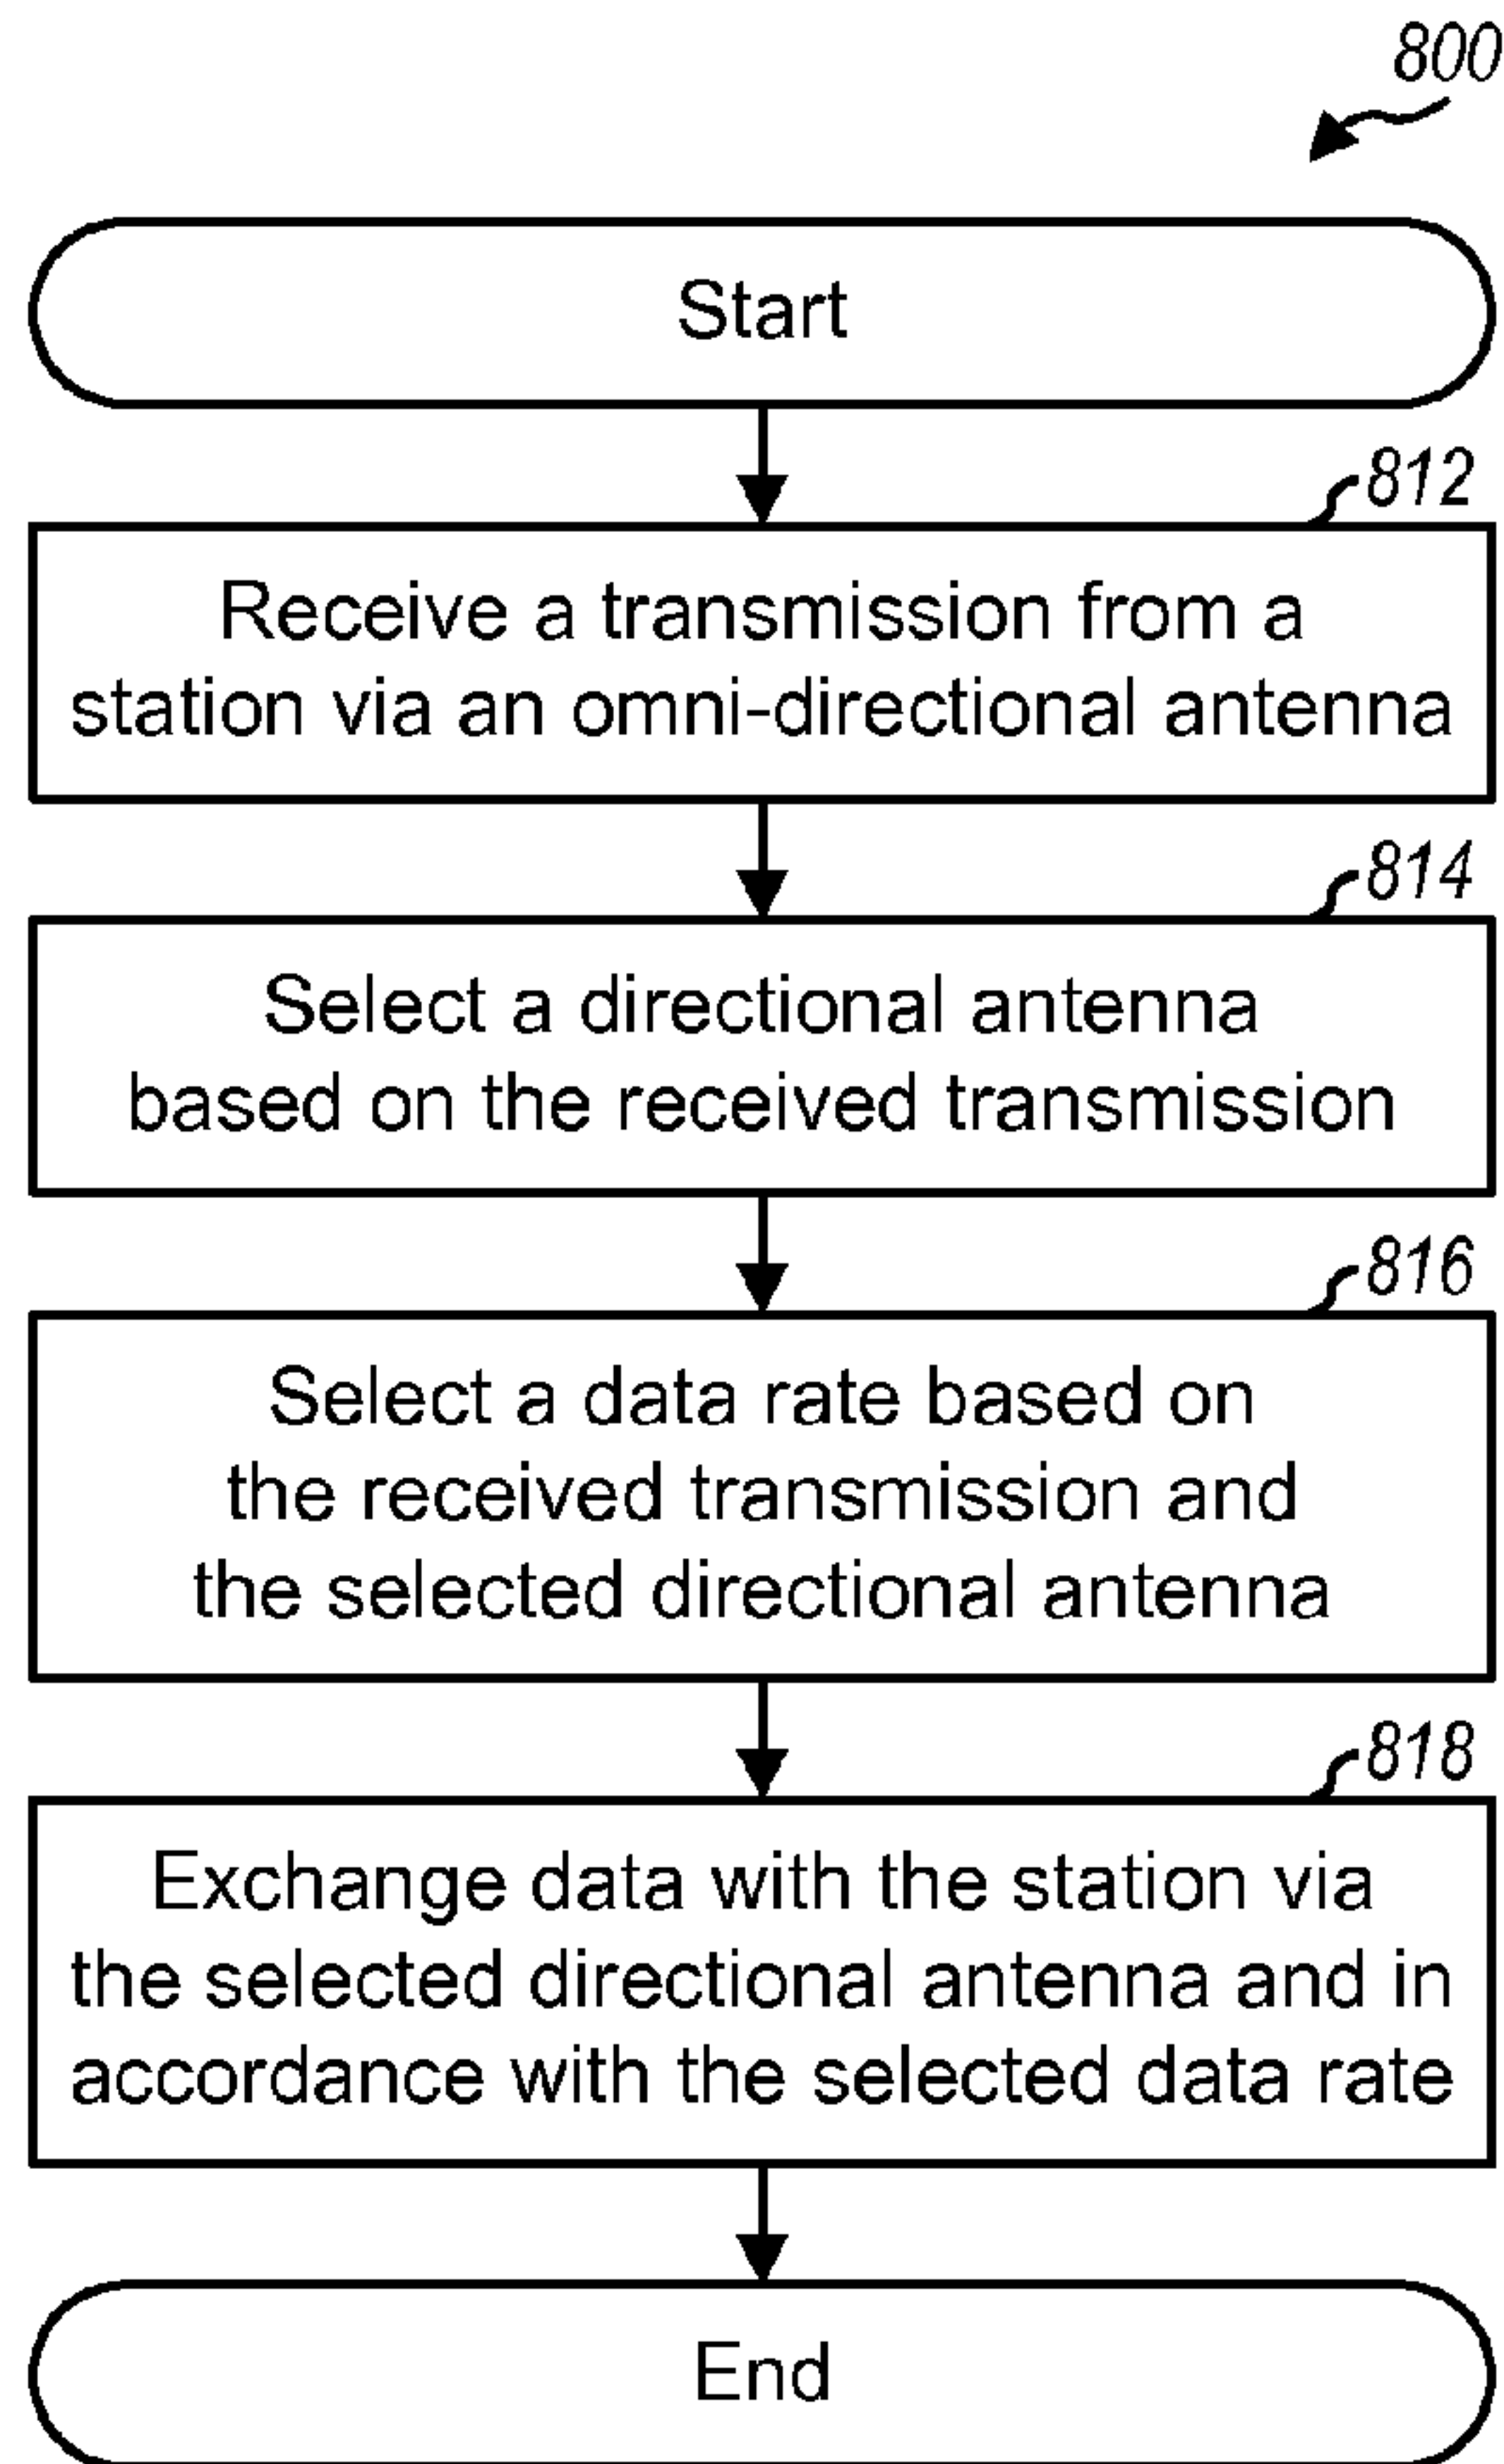 800
Start
812
Receive a transmission from a
station via an omni-directional antenna
814
Select a directional antenna
based on the received transmission
816
Select a data rate based on
the received transmission and
the selected directional antenna
818
Exchange data with the station via
the selected directional antenna and in
accordance with the selected data rate
End